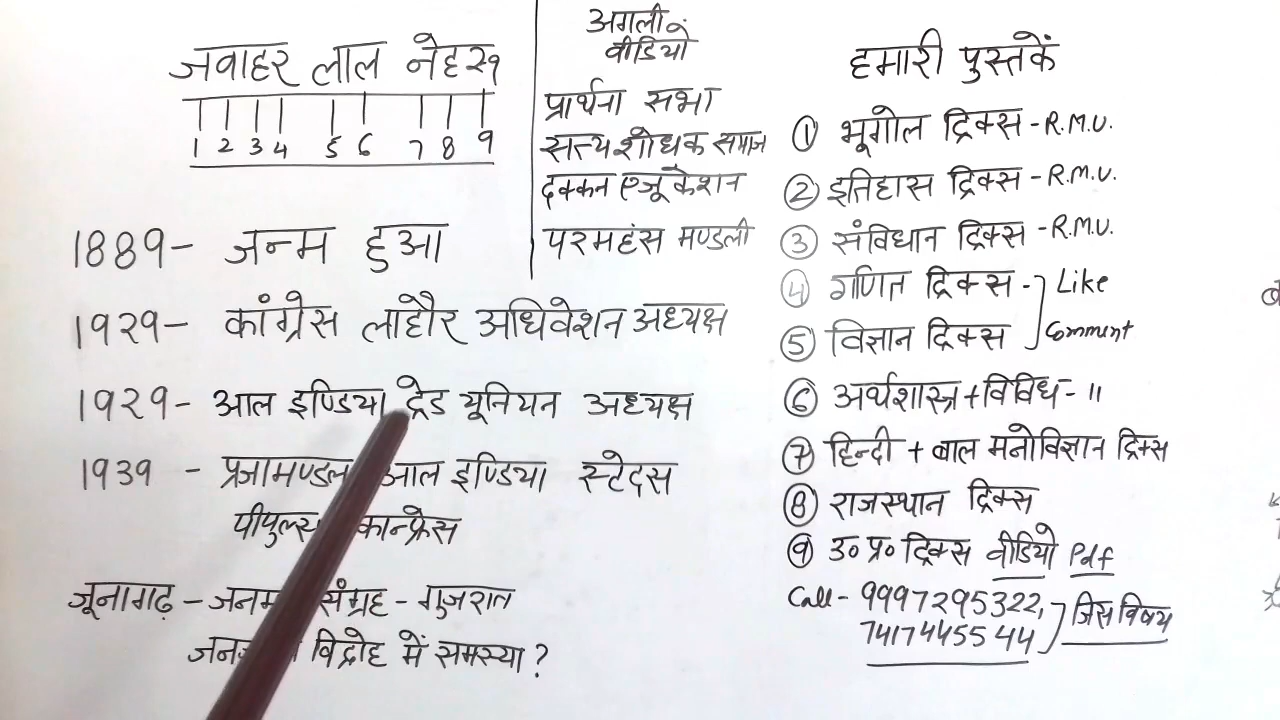 जवाहर लाल नेहरू
1 2 3 4 5 6 7 8 9
1889- जन्म हुआ
1929- कांग्रेस लाहौर अधिवेशन अध्यक्ष
1929- आल इण्डिया ट्रेड यूनियन अध्यक्ष
1939 - प्रजामण्डल आल इण्डिया स्टेटस
पीपुल्स कान्फ्रेस
जूनागढ़ - संग्रह - गुजरात
विद्रोह में समस्या ?
अगली
वीडियो
प्रार्थना सभा
सत्य शोधक समाज
दक्कन एजूकेशन
परमहंस मण्डली
हमारी पुस्तकें
① भूगोल ट्रिक्स - R.M.U.
② इतिहास ट्रिक्स - R.M.U.
③ संविधान ट्रिक्स - R.M.U.
④ गणित ट्रिक्स - Like
⑤ विज्ञान ट्रिक्स Comment
⑥ अर्थशास्त्र + विविध - 11
⑦ हिन्दी + बाल मनोविज्ञान ट्रिक्स
⑧ राजस्थान ट्रिक्स
⑨ उ० प्र० ट्रिक्स वीडियो Pdf
Call - 9997295322, जिस विषय
7417445544